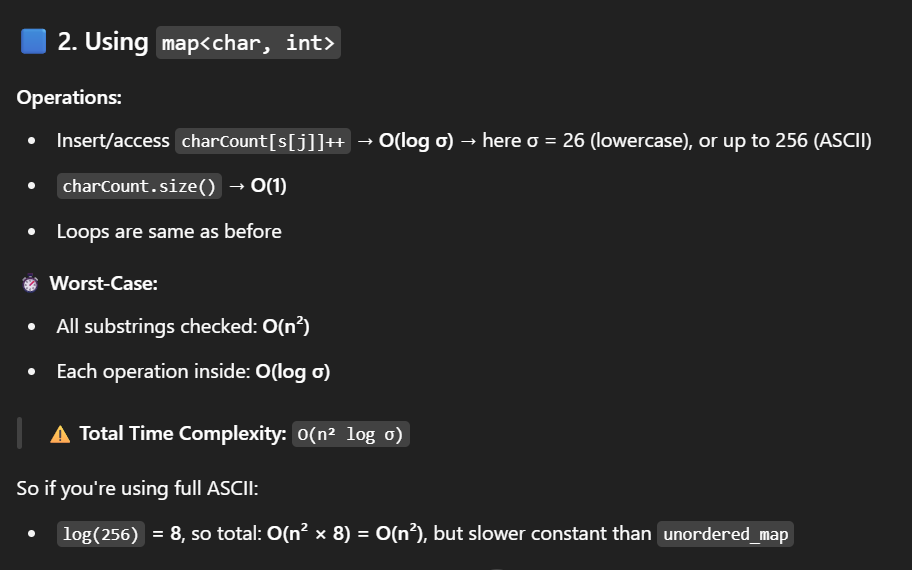 2. Using map<char, int>
Operations:
• Insert/access charCount[s[j]]++ → O(log σ) → here σ = 26 (lowercase), or up to 256 (ASCII)
• charCount.size() → O(1)
• Loops are same as before
Worst-Case:
• All substrings checked: O(n²)
• Each operation inside: O(log σ)
Total Time Complexity: O(n² log σ)
So if you're using full ASCII:
• log(256) = 8, so total: O(n² × 8) = O(n²), but slower constant than unordered_map